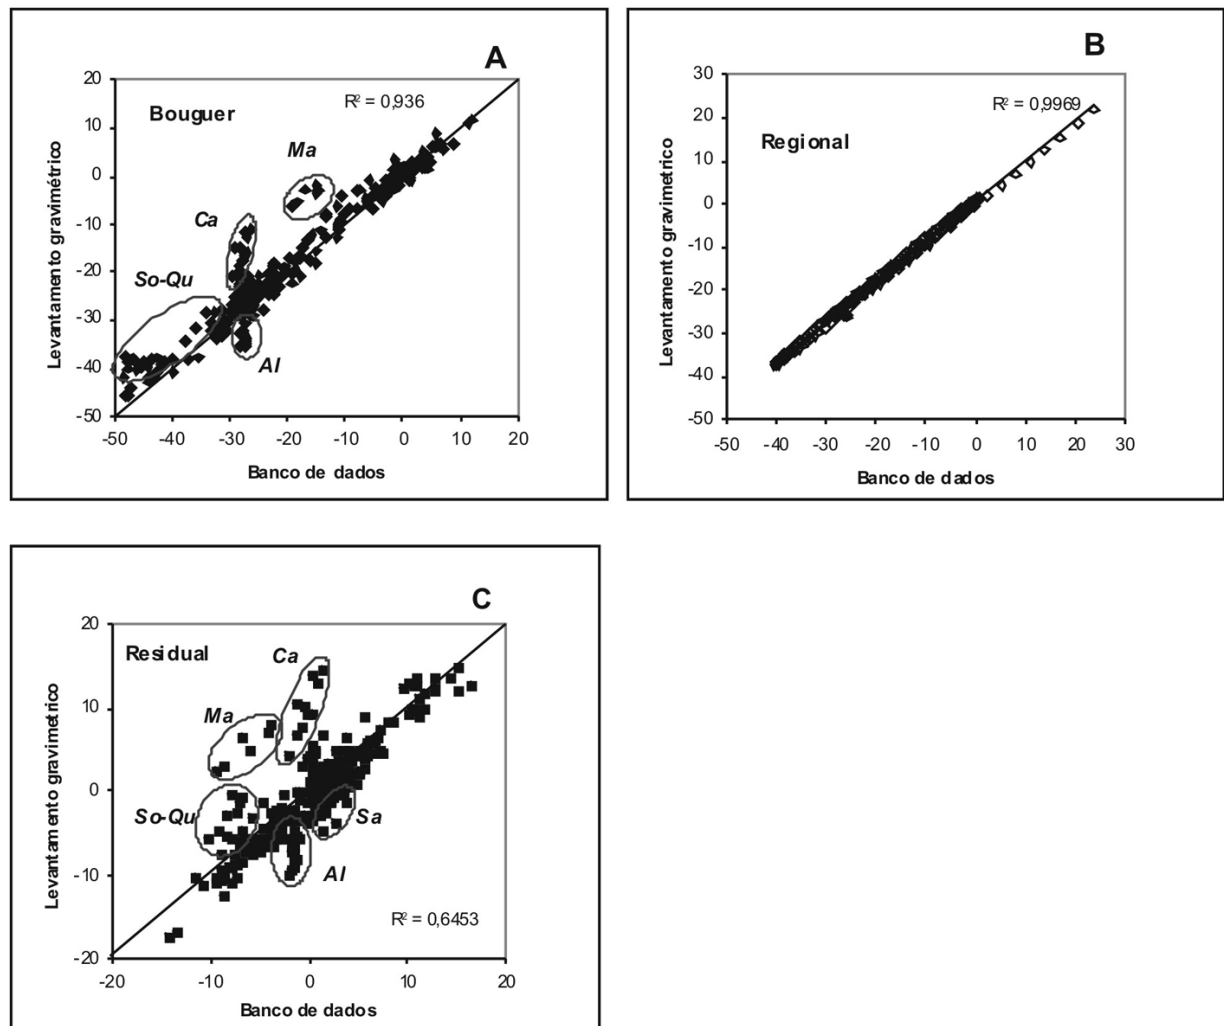 A
20
R² = 0,936
Bouguer
10
Ma
0
-10
Ca
-20
So-Qu
-30
Al
-40
-50
-50 -40 -30 -20 -10 0 10 20
Levantamento gravimétrico
Banco de dados
B
30
R² = 0,9969
20
Regional
10
0
-10
-20
-30
-40
-50
-50 -40 -30 -20 -10 0 10 20 30
Levantamento gravimetrico
Banco de dados
C
20
Residual
Ca
10
Ma
0
So-Qu
Sa
Al
-10
R² = 0,6453
-20
-20 -10 0 10 20
Levantamento gravimetrico
Banco de dados